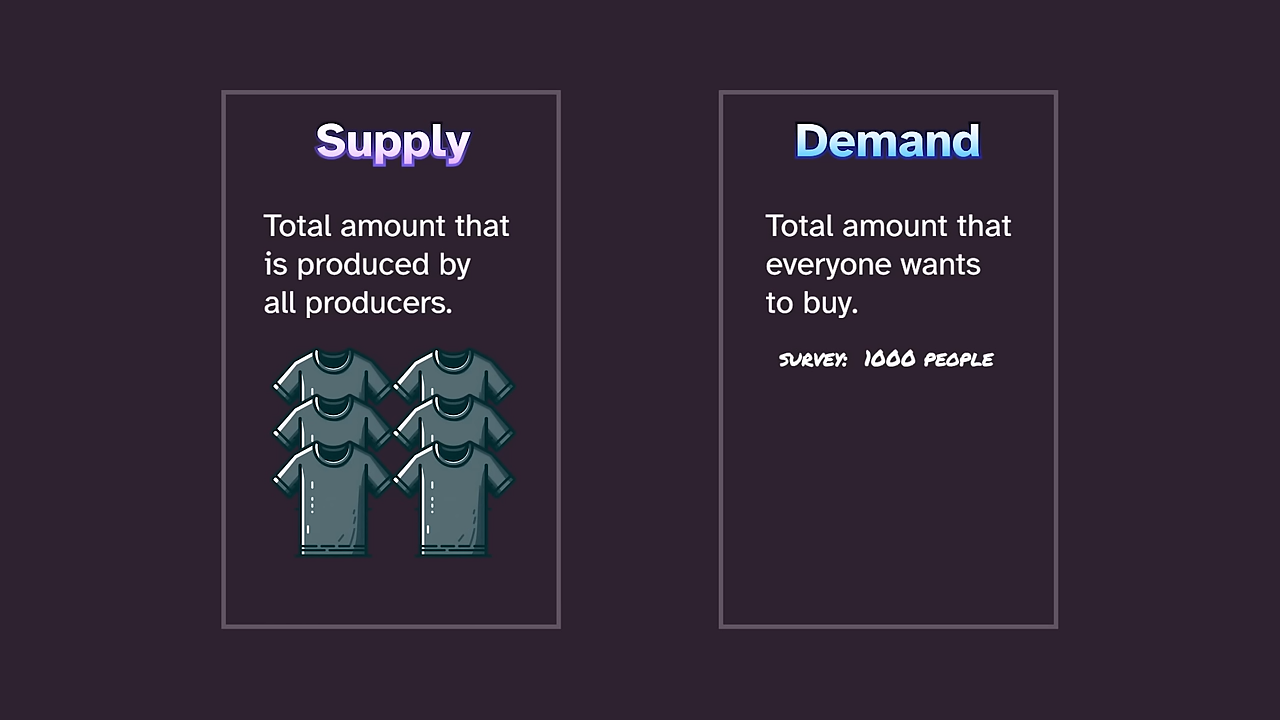 Supply
Total amount that
is produced by
all producers.
Demand
Total amount that
everyone wants
to buy.
SURVEY: 1000 PEOPLE